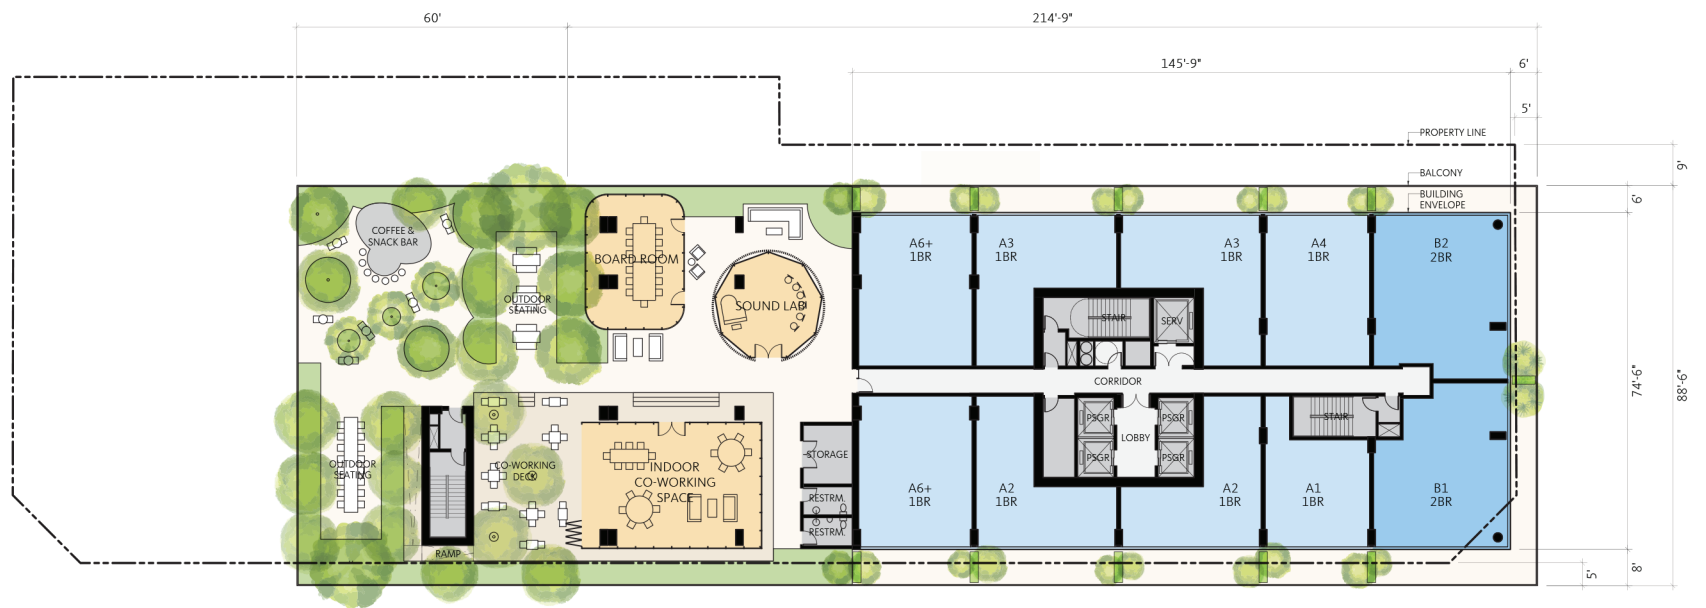 60'
214'-9"
145'-9"
6'
5'
PROPERTY LINE
9'
BALCONY
BUILDING
ENVELOPE
6'
COFFEE &
SNACK BAR
BOARD ROOM
OUTDOOR
SEATING
SOUND LAB
A6+
1BR
A3
1BR
A3
1BR
A4
1BR
B2
2BR
STAIR
SERV
CORRIDOR
74'-6"
88'-6"
PSGR
PSGR
LOBBY
PSGR
PSGR
STAIR
OUTDOOR
SEATING
CO-WORKING
DECK
INDOOR
CO-WORKING
SPACE
STORAGE
RESTRM.
RESTRM.
RAMP
A6+
1BR
A2
1BR
A2
1BR
A1
1BR
B1
2BR
5'
8'